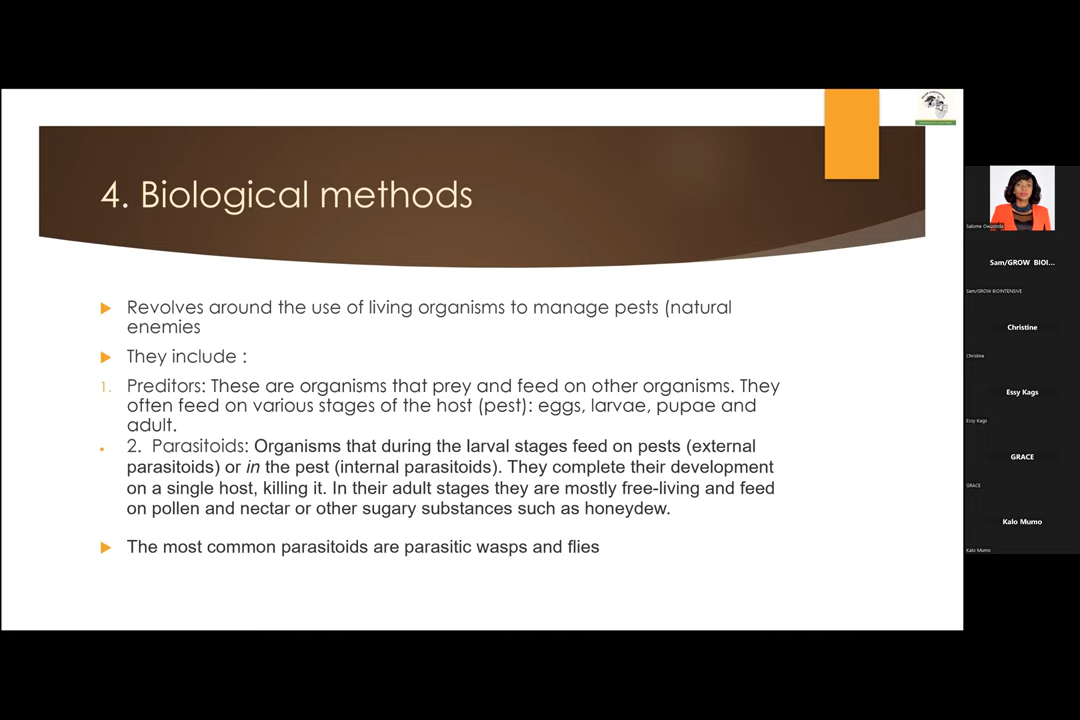 4. Biological methods
Revolves around the use of living organisms to manage pests (natural
enemies
They include :
1. Preditors: These are organisms that prey and feed on other organisms. They
often feed on various stages of the host (pest): eggs, larvae, pupae and
adult.
2. Parasitoids: Organisms that during the larval stages feed on pests (external
parasitoids) or in the pest (internal parasitoids). They complete their development
on a single host, killing it. In their adult stages they are mostly free-living and feed
on pollen and nectar or other sugary substances such as honeydew.
The most common parasitoids are parasitic wasps and flies
Salome Owuonda
Sam/GROW BIOI...
Sam/GROW BIOINTENSIVE
Christine
Christine
Essy Kags
Essy Kags
GRACE
GRACE
Kalo Mumo
Kalo Mumo